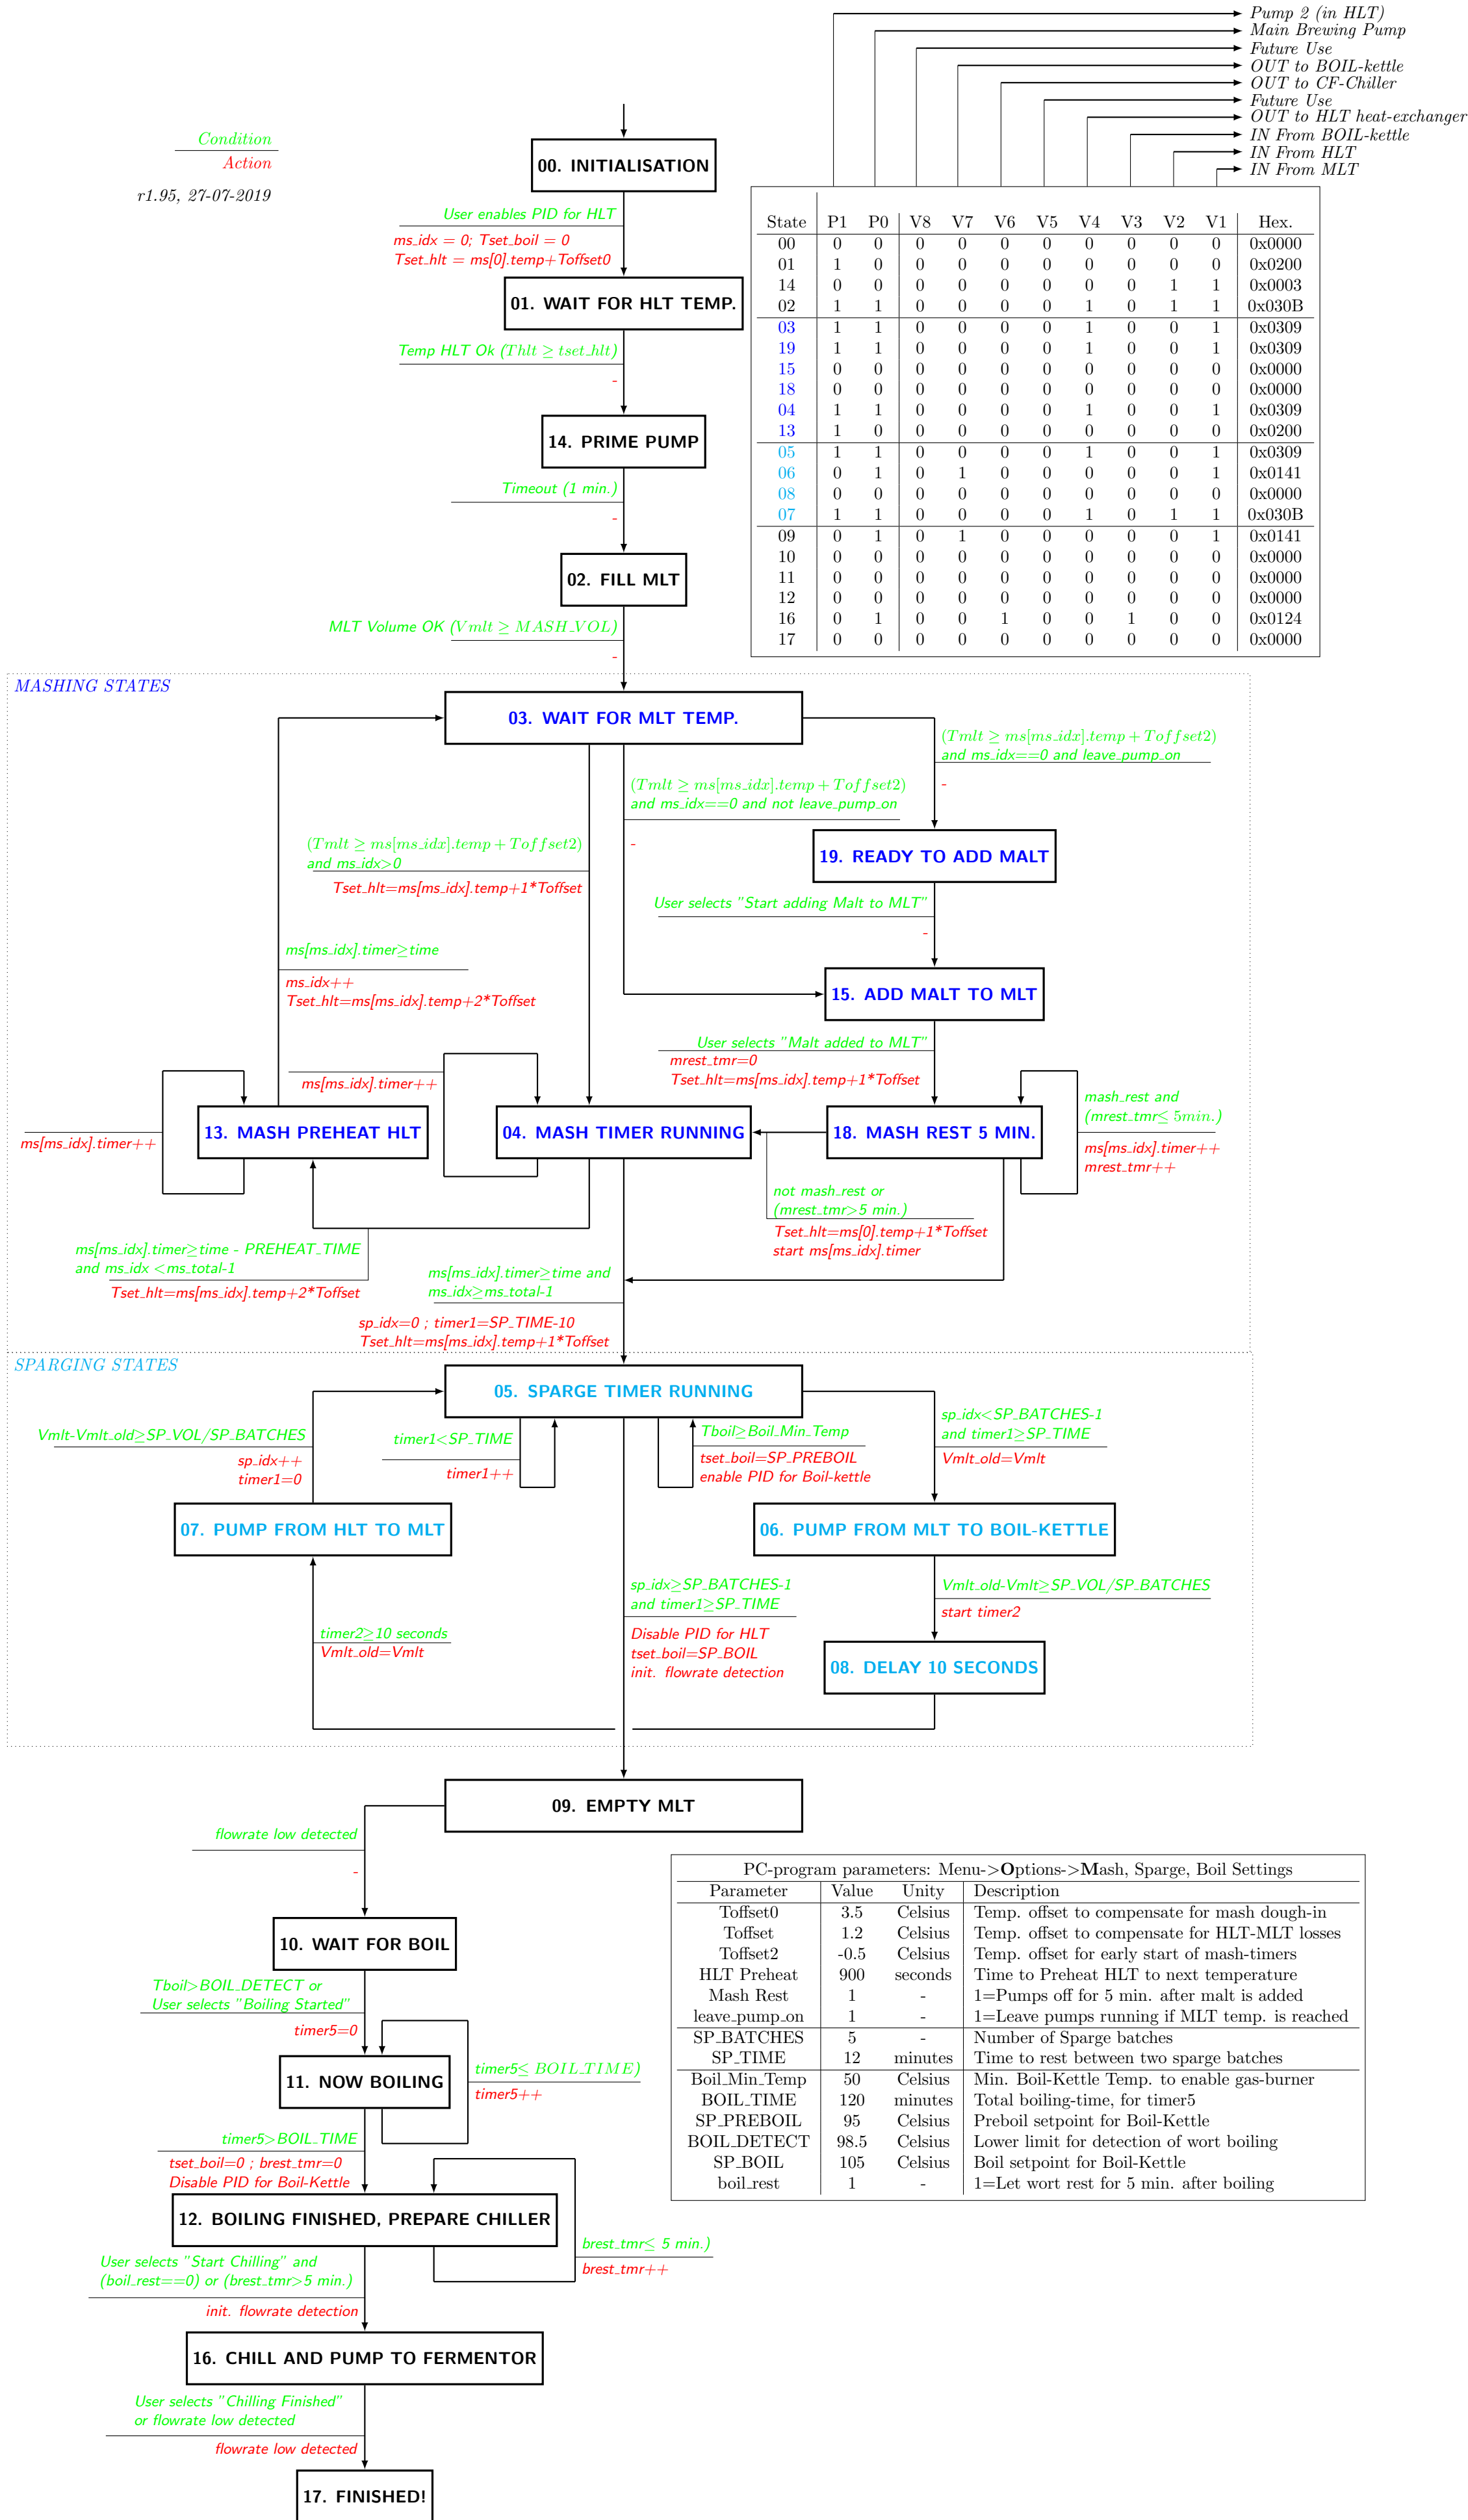 Pump 2 (in HLT)
Main Brewing Pump
Future Use
OUT to BOIL-kettle
OUT to CF-Chiller
Future Use
OUT to HLT heat-exchanger
IN From BOIL-kettle
IN From HLT
IN From MLT
Condition
Action
r1.95, 27-07-2019
State P1 P0 V8 V7 V6 V5 V4 V3 V2 V1 Hex.
00 0 0 0 0 0 0 0 0 0 0 0x0000
01 1 0 0 0 0 0 0 0 0 0 0x0200
14 0 0 0 0 0 0 0 0 1 1 0x0003
02 1 1 0 0 0 0 1 0 1 1 0x030B
03 1 1 0 0 0 0 1 0 0 1 0x0309
19 1 1 0 0 0 0 1 0 0 1 0x0309
15 0 0 0 0 0 0 0 0 0 0 0x0000
18 0 0 0 0 0 0 0 0 0 0 0x0000
04 1 1 0 0 0 0 1 0 0 1 0x0309
13 1 0 0 0 0 0 0 0 0 0 0x0200
05 1 1 0 0 0 0 1 0 0 1 0x0309
06 0 1 0 1 0 0 0 0 0 1 0x0141
08 0 0 0 0 0 0 0 0 0 0 0x0000
07 1 1 0 0 0 0 1 0 1 1 0x030B
09 0 1 0 1 0 0 0 0 0 1 0x0141
10 0 0 0 0 0 0 0 0 0 0 0x0000
11 0 0 0 0 0 0 0 0 0 0 0x0000
12 0 0 0 0 0 0 0 0 0 0 0x0000
16 0 1 0 0 1 0 0 1 0 0 0x0124
17 0 0 0 0 0 0 0 0 0 0 0x0000
00. INITIALISATION
User enables PID for HLT
ms_idx = 0; Tset_boil = 0
Tset_hlt = ms[0].temp+Toffset0
01. WAIT FOR HLT TEMP.
Temp HLT Ok (Thlt ≥ tset_hlt)
-
14. PRIME PUMP
Timeout (1 min.)
-
02. FILL MLT
MLT Volume OK (Vmlt ≥ MASH_VOL)
-
MASHING STATES
03. WAIT FOR MLT TEMP.
(Tmlt ≥ ms[ms_idx].temp + Toffset2)
and ms_idx==0 and leave_pump_on
-
(Tmlt ≥ ms[ms_idx].temp + Toffset2)
and ms_idx==0 and not leave_pump_on
-
(Tmlt ≥ ms[ms_idx].temp + Toffset2)
and ms_idx>0
Tset_hlt=ms[ms_idx].temp+1*Toffset
19. READY TO ADD MALT
User selects "Start adding Malt to MLT"
-
ms[ms_idx].timer≥time
ms_idx++
Tset_hlt=ms[ms_idx].temp+2*Toffset
15. ADD MALT TO MLT
User selects "Malt added to MLT"
mrest_tmr=0
Tset_hlt=ms[ms_idx].temp+1*Toffset
ms[ms_idx].timer++
ms[ms_idx].timer++
13. MASH PREHEAT HLT
04. MASH TIMER RUNNING
18. MASH REST 5 MIN.
mash_rest and
(mrest_tmr≤ 5min.)
ms[ms_idx].timer++
mrest_tmr++
not mash_rest or
(mrest_tmr>5 min.)
Tset_hlt=ms[0].temp+1*Toffset
start ms[ms_idx].timer
ms[ms_idx].timer≥time - PREHEAT_TIME
and ms_idx <ms_total-1
Tset_hlt=ms[ms_idx].temp+2*Toffset
ms[ms_idx].timer≥time and
ms_idx≥ms_total-1
sp_idx=0 ; timer1=SP_TIME-10
Tset_hlt=ms[ms_idx].temp+1*Toffset
SPARGING STATES
05. SPARGE TIMER RUNNING
Vmlt-Vmlt_old≥SP_VOL/SP_BATCHES
sp_idx++
timer1=0
timer1<SP_TIME
timer1++
Tboil≥Boil_Min_Temp
tset_boil=SP_PREBOIL
enable PID for Boil-kettle
sp_idx<SP_BATCHES-1
and timer1≥SP_TIME
Vmlt_old=Vmlt
07. PUMP FROM HLT TO MLT
06. PUMP FROM MLT TO BOIL-KETTLE
sp_idx≥SP_BATCHES-1
and timer1≥SP_TIME
Disable PID for HLT
tset_boil=SP_BOIL
init. flowrate detection
Vmlt_old-Vmlt≥SP_VOL/SP_BATCHES
start timer2
timer2≥10 seconds
Vmlt_old=Vmlt
08. DELAY 10 SECONDS
09. EMPTY MLT
flowrate low detected
-
10. WAIT FOR BOIL
Tboil>BOIL_DETECT or
User selects "Boiling Started"
timer5=0
11. NOW BOILING
timer5≤ BOIL_TIME)
timer5++
timer5>BOIL_TIME
tset_boil=0 ; brest_tmr=0
Disable PID for Boil-Kettle
12. BOILING FINISHED, PREPARE CHILLER
brest_tmr≤ 5 min.)
brest_tmr++
User selects "Start Chilling" and
(boil_rest==0) or (brest_tmr>5 min.)
init. flowrate detection
16. CHILL AND PUMP TO FERMENTOR
User selects "Chilling Finished"
or flowrate low detected
flowrate low detected
17. FINISHED!
PC-program parameters: Menu->Options->Mash, Sparge, Boil Settings
Parameter Value Unity Description
Toffset0 3.5 Celsius Temp. offset to compensate for mash dough-in
Toffset 1.2 Celsius Temp. offset to compensate for HLT-MLT losses
Toffset2 -0.5 Celsius Temp. offset for early start of mash-timers
HLT Preheat 900 seconds Time to Preheat HLT to next temperature
Mash Rest 1 - 1=Pumps off for 5 min. after malt is added
leave_pump_on 1 - 1=Leave pumps running if MLT temp. is reached
SP_BATCHES 5 - Number of Sparge batches
SP_TIME 12 minutes Time to rest between two sparge batches
Boil_Min_Temp 50 Celsius Min. Boil-Kettle Temp. to enable gas-burner
BOIL_TIME 120 minutes Total boiling-time, for timer5
SP_PREBOIL 95 Celsius Preboil setpoint for Boil-Kettle
BOIL_DETECT 98.5 Celsius Lower limit for detection of wort boiling
SP_BOIL 105 Celsius Boil setpoint for Boil-Kettle
boil_rest 1 - 1=Let wort rest for 5 min. after boiling